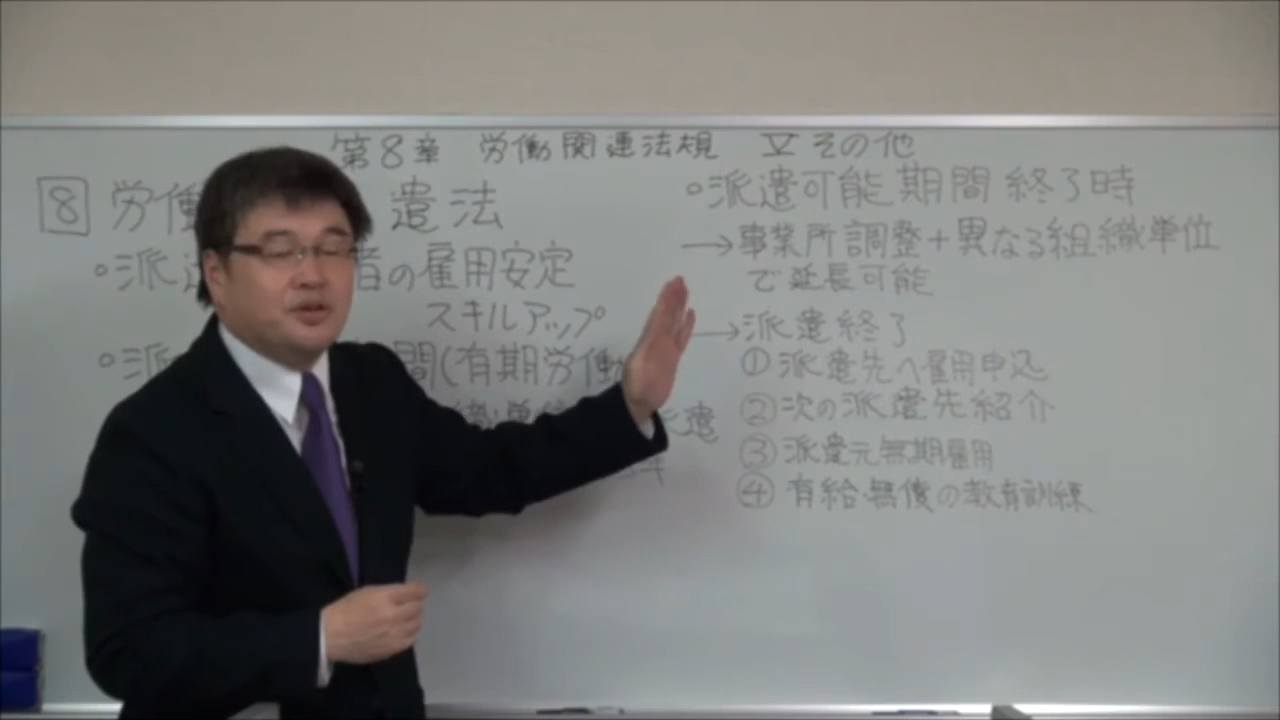 第8章 労働関連法規 Ⅴその他
8 労働 遣法
・派遣 者の雇用安定
スキルアップ
・派 間(有期労働
派遣
年
・派遣可能期間終了時
→事業所調整+異なる組織単位
で延長可能
→派遣終了
①派遣先へ雇用申込
②次の派遣先紹介
③派遣元無期雇用
④有給・無償の教育訓練